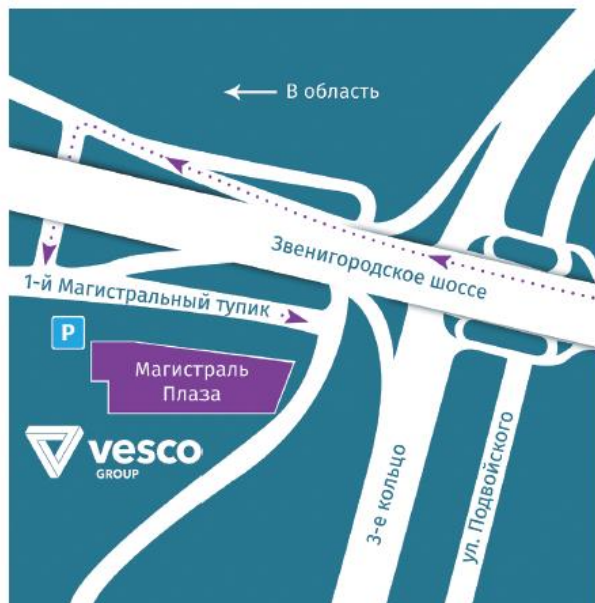 В область
Звенигородское шоссе
1-й Магистральный тупик
P
Магистраль
Плаза
vesco
GROUP
3-е кольцо
ул. Подвойского